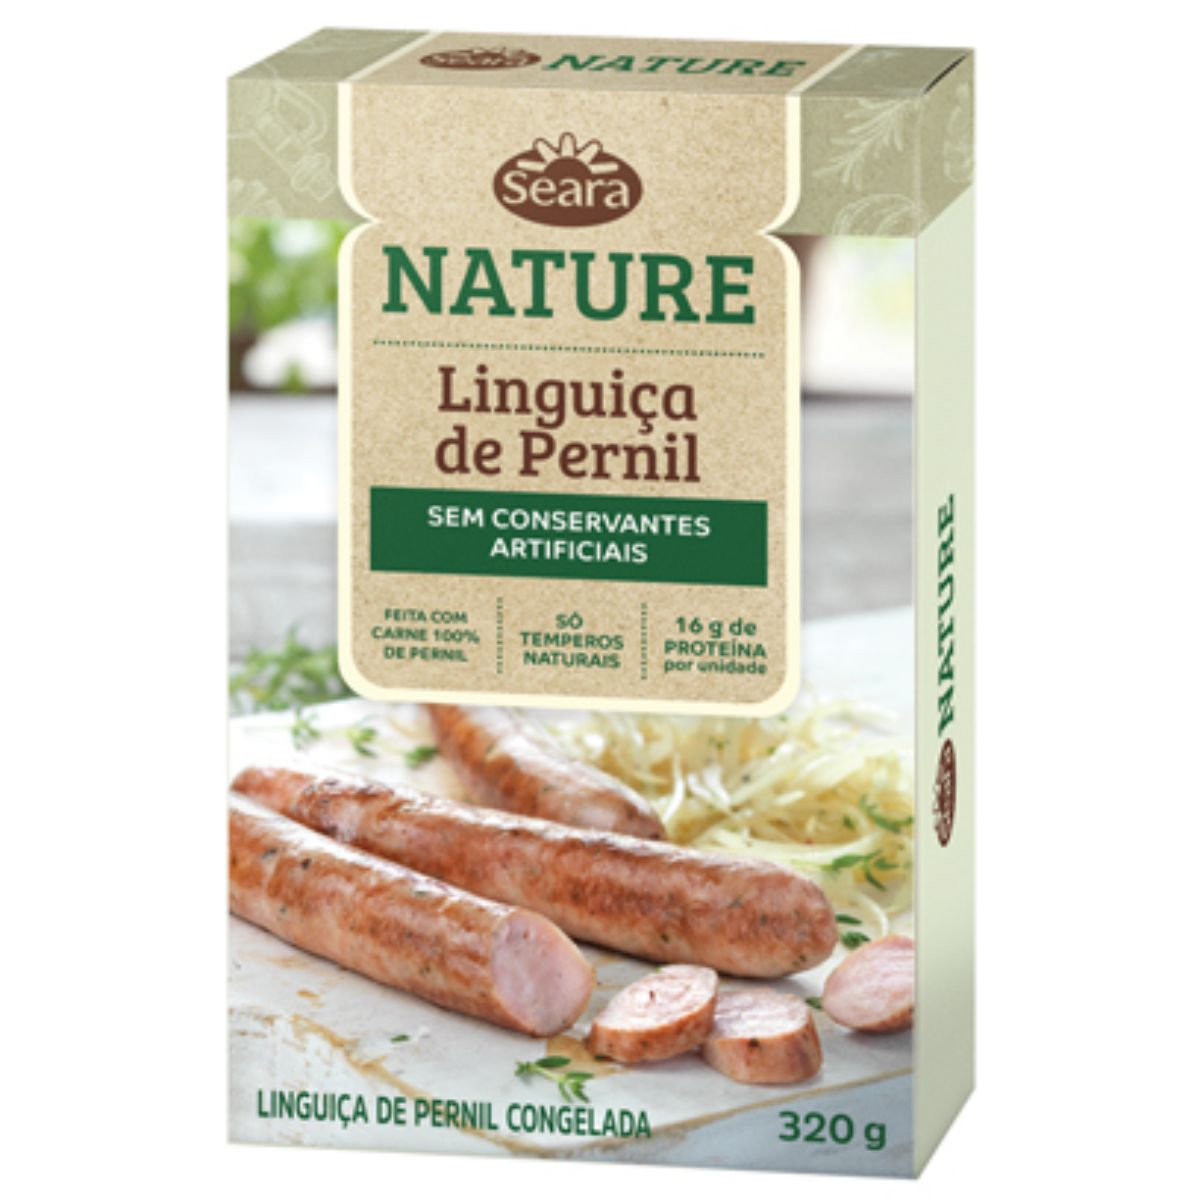 Seara NATURE
Seara
NATURE
Linguiça
de Pernil
SEM CONSERVANTES
ARTIFICIAIS
FEITA COM
CARNE 100%
DE PERNIL
SÓ
TEMPEROS
NATURAIS
16 g de
PROTEÍNA
por unidade
LINGUIÇA DE PERNIL CONGELADA
320 g
Seara NATURE